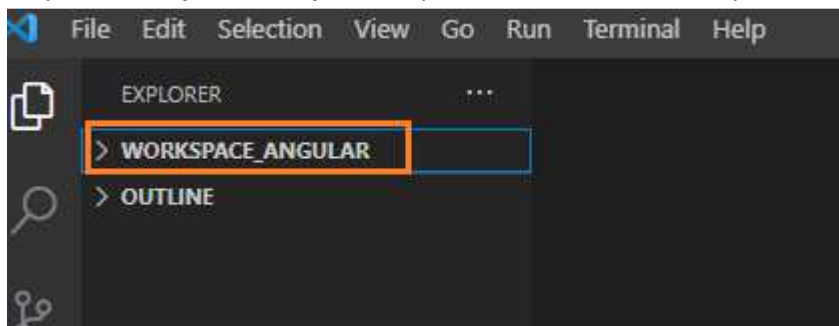 File Edit Selection View Go Run Terminal Help
EXPLORER
WORKSPACE_ANGULAR
OUTLINE